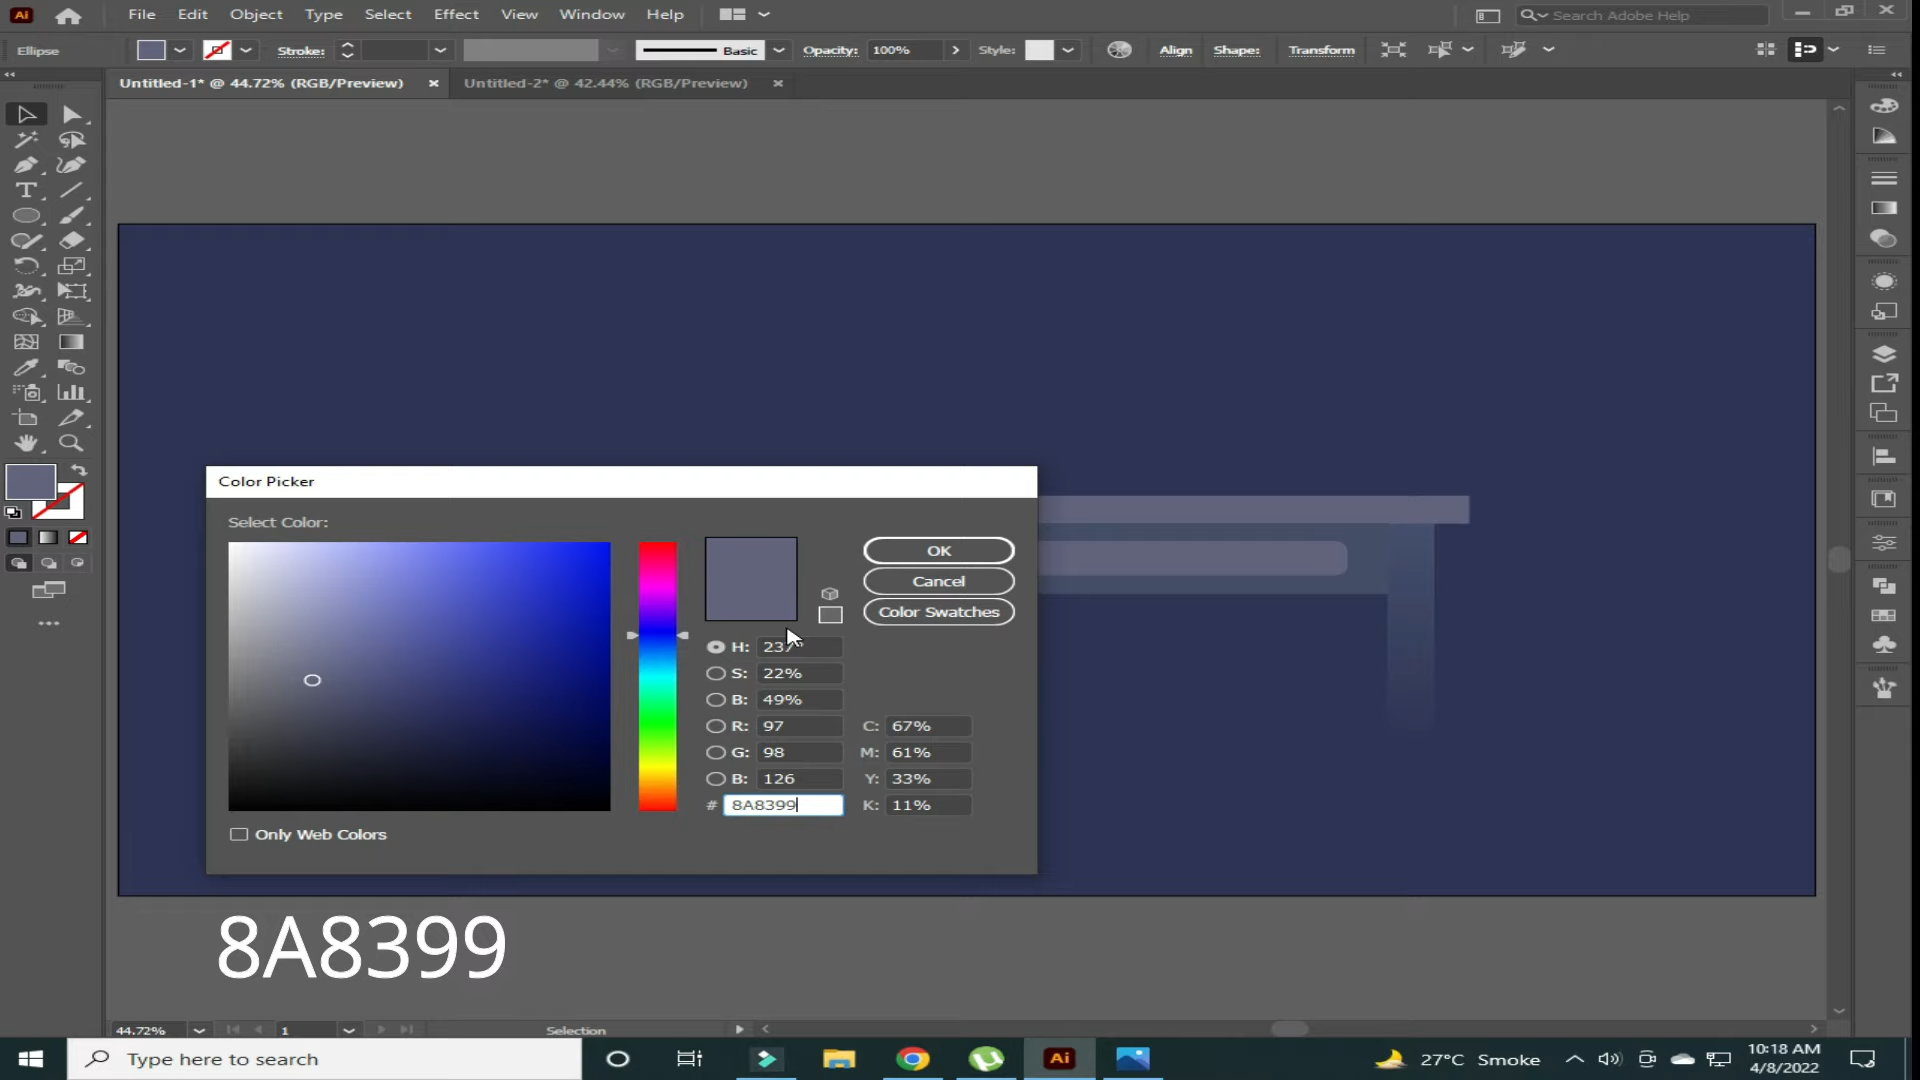 Ai File Edit Object Type Select Effect View Window Help Search Adobe Help
Ellipse Stroke: Basic Opacity: 100% Style: Align Shape: Transform
Untitled-1* @ 44.72% (RGB/Preview) × Untitled-2* @ 42.44% (RGB/Preview) ×
Color Picker
Select Color:
OK
Cancel
Color Swatches
H: 237°
S: 22%
B: 49%
R: 97 C: 67%
G: 98 M: 61%
B: 126 Y: 33%
# 8A8399 K: 11%
Only Web Colors
8A8399
44.72% 1 Selection
Type here to search Ai 27°C Smoke 10:18 AM
4/8/2022